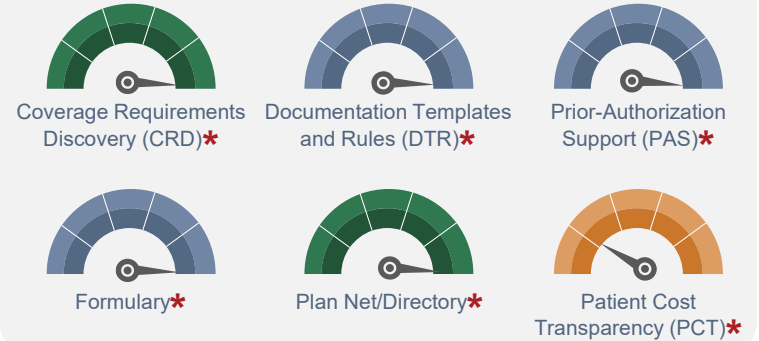 Coverage Requirements
Discovery (CRD)*
Documentation Templates
and Rules (DTR)*
Prior-Authorization
Support (PAS)*
Formulary*
Plan Net/Directory*
Patient Cost
Transparency (PCT)*